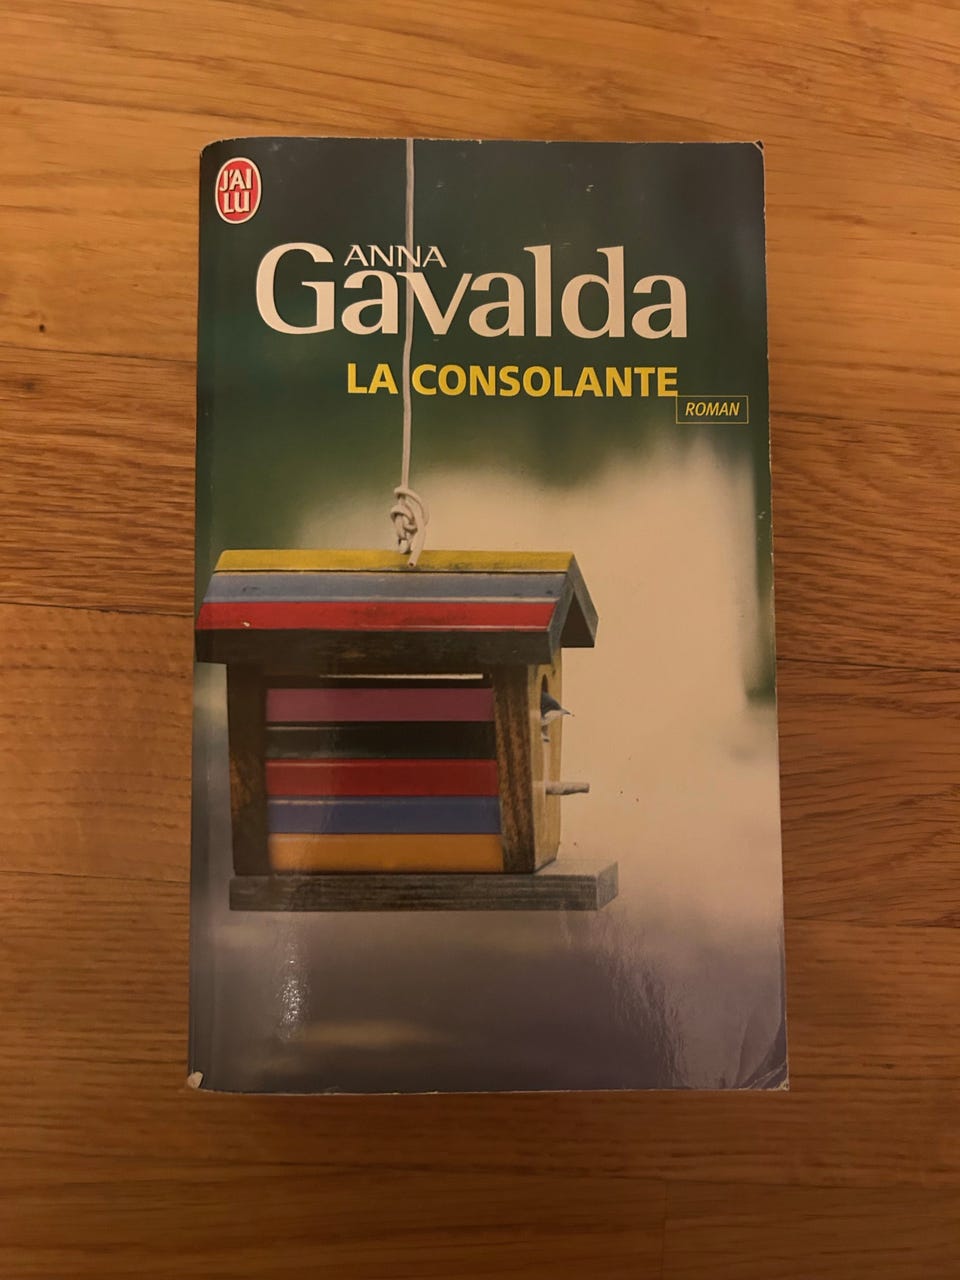 J'AI
LU
ANNA
Gavalda
LA CONSOLANTE
ROMAN